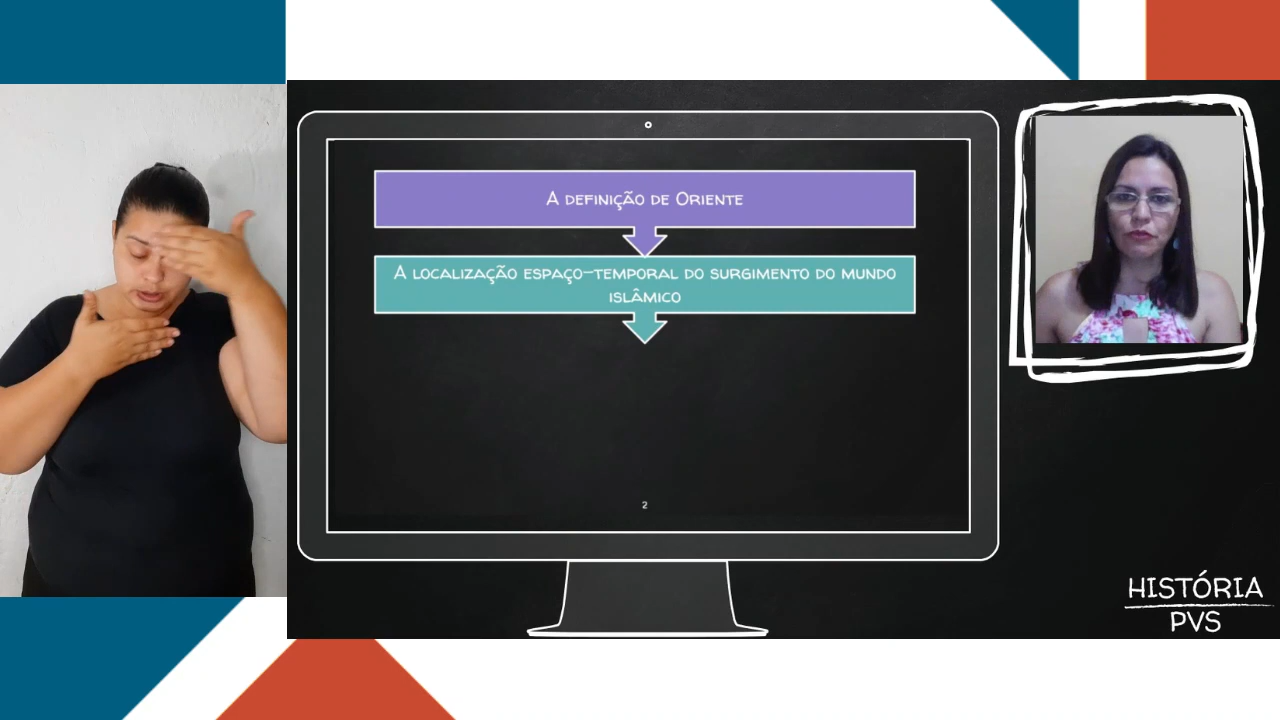 A definição de Oriente
A localização espaço-temporal do surgimento do mundo
islâmico
2
HISTÓRIA
PVS